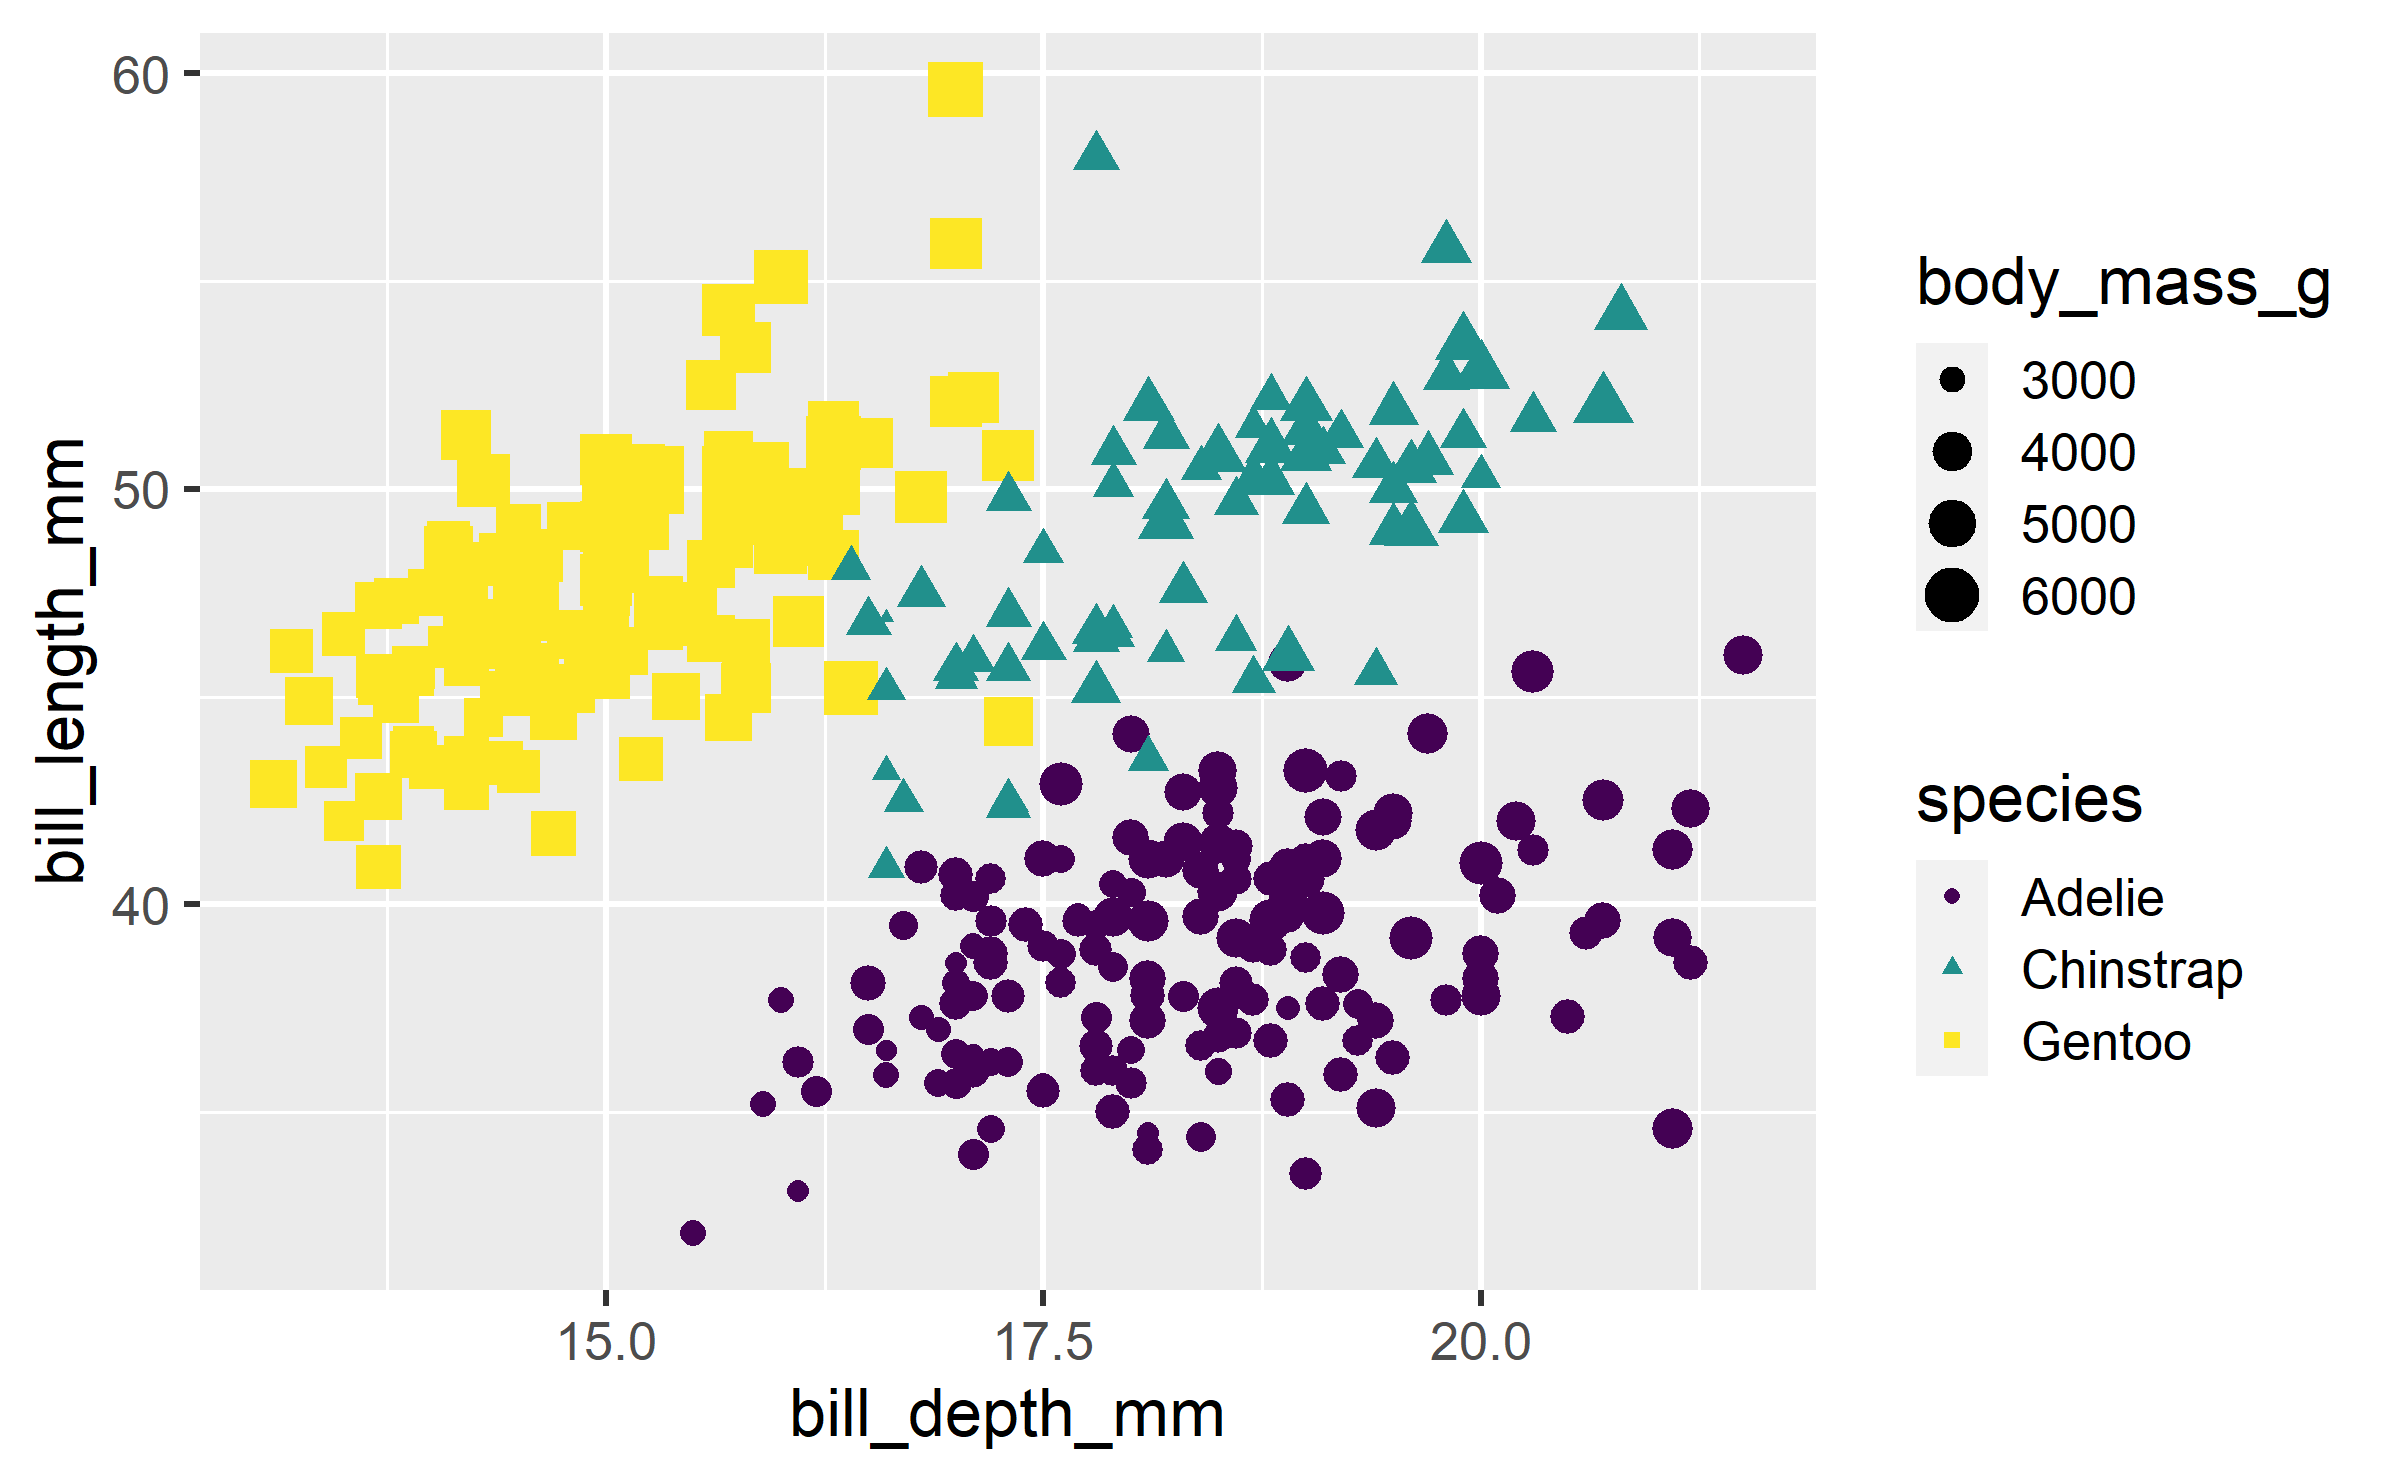 60
50
40
bill_length_mm
15.0
17.5
20.0
bill_depth_mm
body_mass_g
3000
4000
5000
6000
species
Adelie
Chinstrap
Gentoo